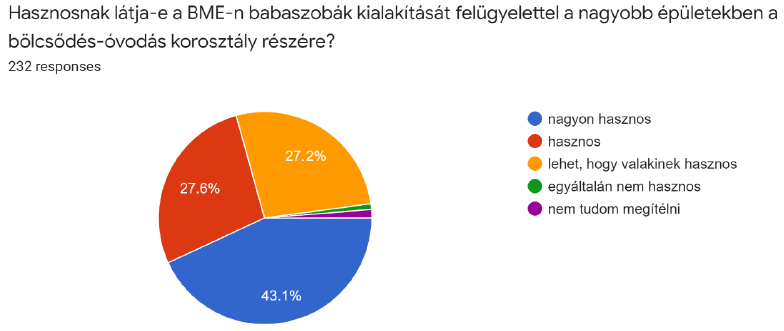 Hasznosnak látja-e a BME-n babaszobák kialakítását felügyelettel a nagyobb épületekben a
bölcsődés-óvodás korosztály részére?
232 responses
27.2%
27.6%
43.1%
nagyon hasznos
hasznos
lehet, hogy valakinek hasznos
egyáltalán nem hasznos
nem tudom megítélni